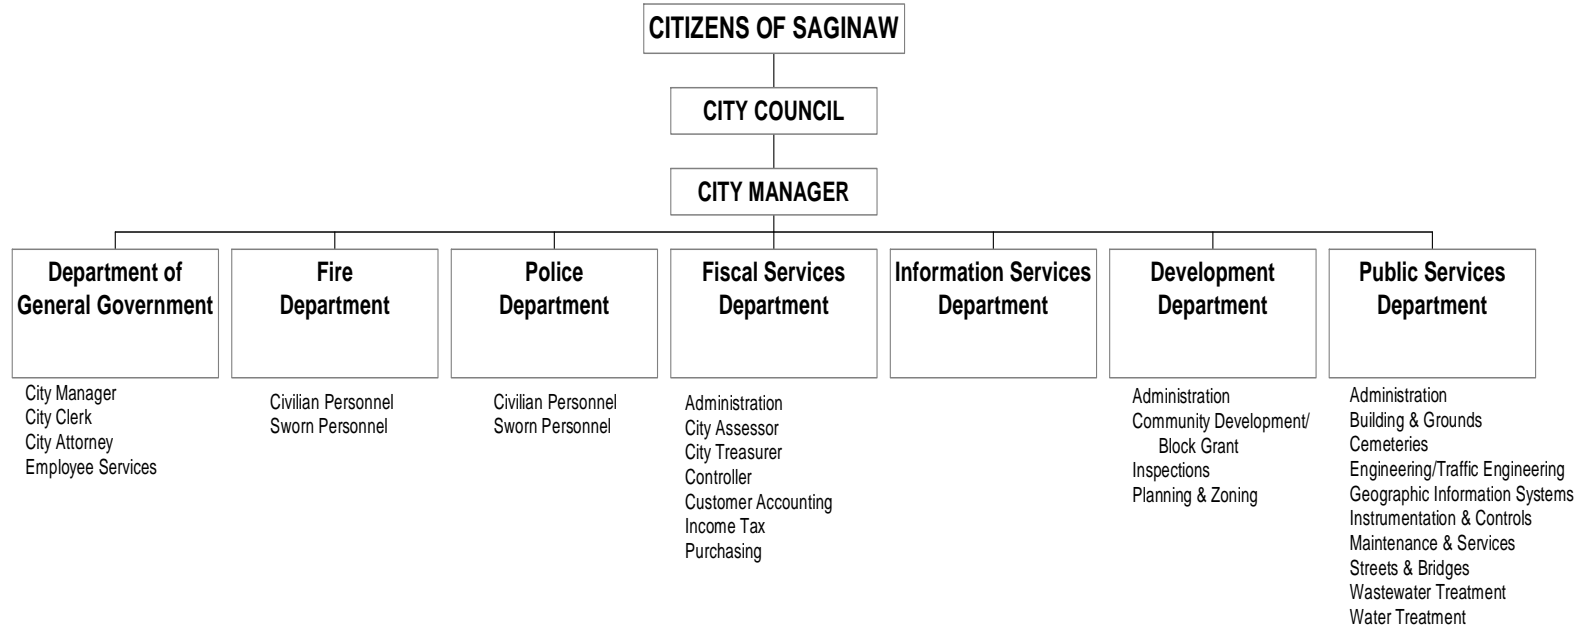 CITIZENS OF SAGINAW
CITY COUNCIL
CITY MANAGER
Department of
General Government
Fire
Department
Police
Department
Fiscal Services
Department
Information Services
Department
Development
Department
Public Services
Department
City Manager
City Clerk
City Attorney
Employee Services
Civilian Personnel
Sworn Personnel
Civilian Personnel
Sworn Personnel
Administration
City Assessor
City Treasurer
Controller
Customer Accounting
Income Tax
Purchasing
Administration
Community Development/
Block Grant
Inspections
Planning & Zoning
Administration
Building & Grounds
Cemeteries
Engineering/Traffic Engineering
Geographic Information Systems
Instrumentation & Controls
Maintenance & Services
Streets & Bridges
Wastewater Treatment
Water Treatment